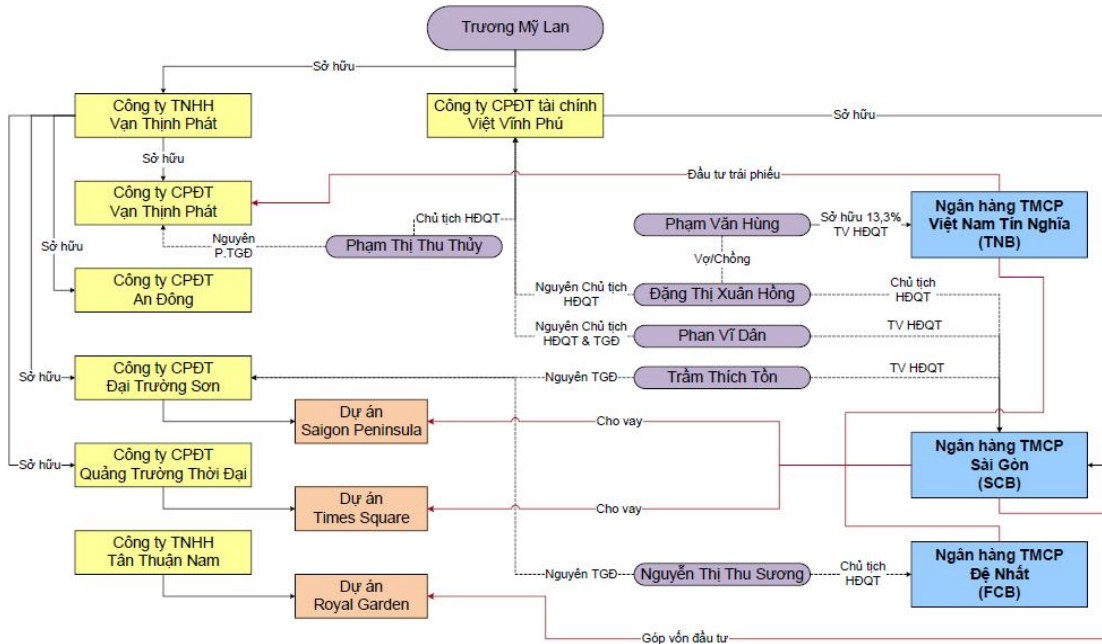 Trương Mỹ Lan
Sở hữu
Công ty TNHH
Vạn Thịnh Phát
Công ty CPĐT tài chính
Việt Vĩnh Phú
Sở hữu
Sở hữu
Công ty CPĐT
Vạn Thịnh Phát
Đầu tư trái phiếu
Chủ tịch HĐQT
Nguyên
P.TGĐ
Phạm Thị Thu Thủy
Phạm Văn Hùng
Sở hữu 13,3%
TV HĐQT
Ngân hàng TMCP
Việt Nam Tín Nghĩa
(TNB)
Sở hữu
Vợ/Chồng
Công ty CPĐT
An Đông
Nguyên Chủ tịch
HĐQT
Đặng Thị Xuân Hồng
Chủ tịch
HĐQT
Nguyên Chủ tịch
HĐQT & TGĐ
Phan Vĩ Dân
TV HĐQT
Sở hữu
Công ty CPĐT
Đại Trường Sơn
Nguyên TGĐ
Trầm Thích Tồn
TV HĐQT
Dự án
Saigon Peninsula
Cho vay
Sở hữu
Công ty CPĐT
Quảng Trường Thời Đại
Ngân hàng TMCP
Sài Gòn
(SCB)
Dự án
Times Square
Cho vay
Công ty TNHH
Tân Thuận Nam
Nguyên TGĐ
Nguyễn Thị Thu Sương
Chủ tịch
HĐQT
Ngân hàng TMCP
Đệ Nhất
(FCB)
Dự án
Royal Garden
Góp vốn đầu tư